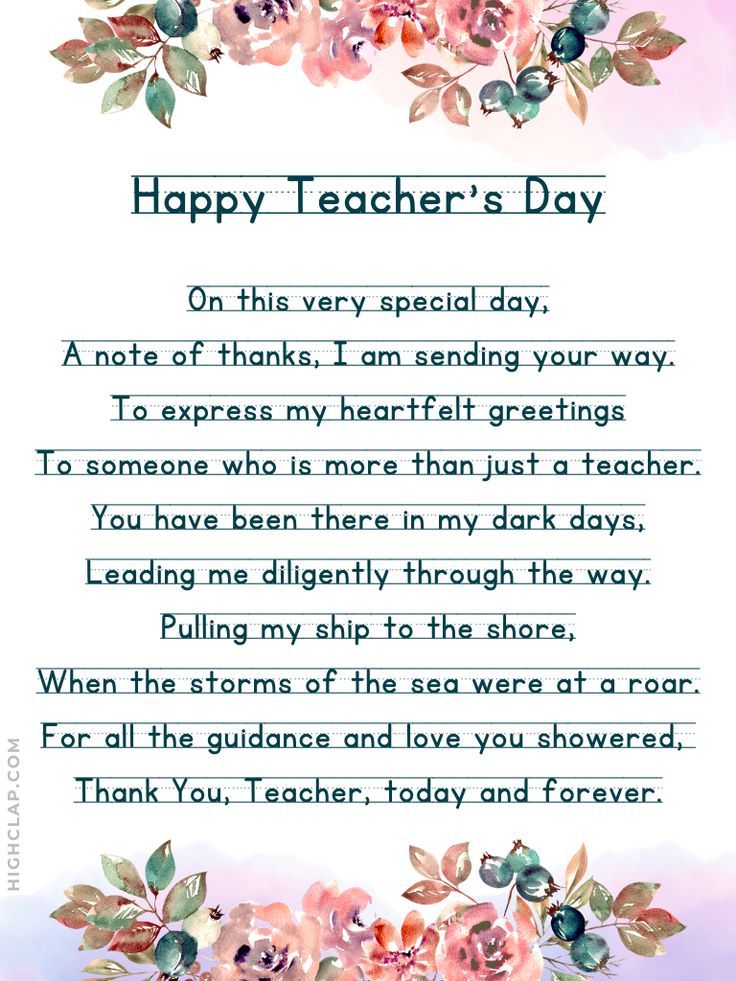 Happy Teacher's Day
On this very special day,
A note of thanks, I am sending your way.
To express my heartfelt greetings
To someone who is more than just a teacher.
You have been there in my dark days,
Leading me diligently through the way.
Pulling my ship to the shore,
When the storms of the sea were at a roar.
For all the guidance and love you showered,
Thank You, Teacher, today and forever.
HIGHCLAP.COM